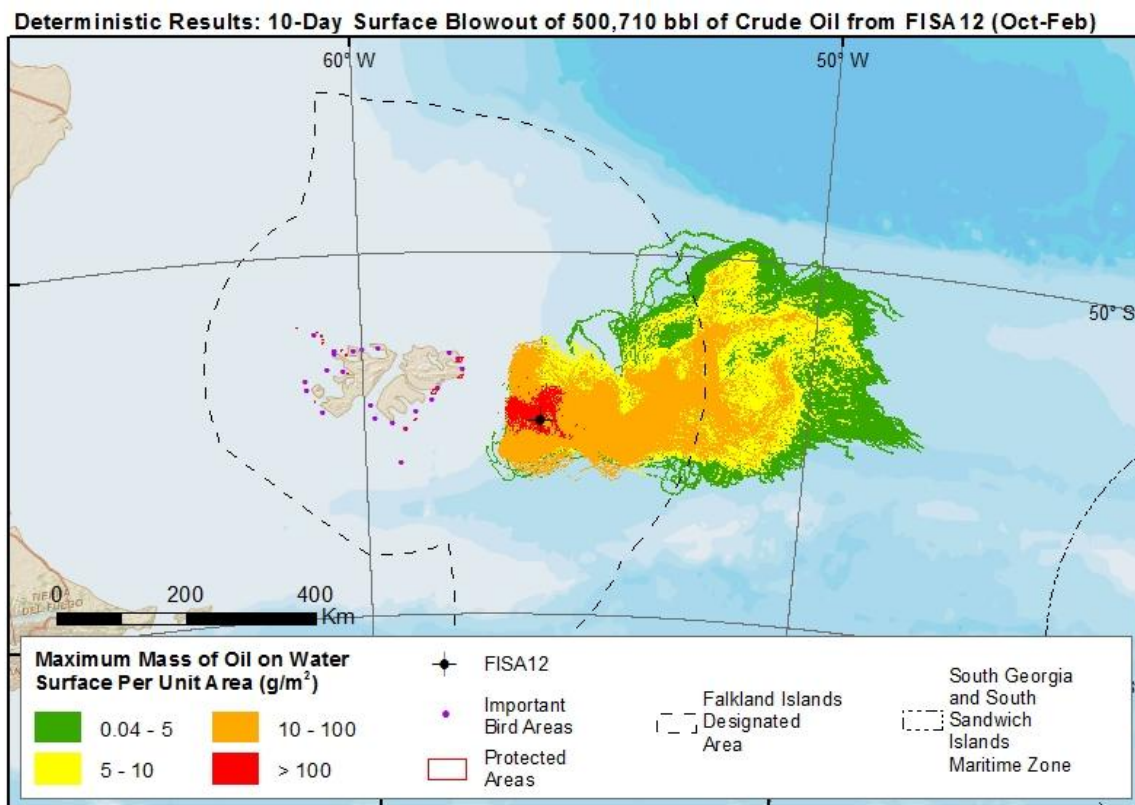 Deterministic Results: 10-Day Surface Blowout of 500,710 bbl of Crude Oil from FISA12 (Oct-Feb)
60° W
50° W
50° S
TIERRA
DEL FUEGO
0
200
400
Km
Maximum Mass of Oil on Water
Surface Per Unit Area (g/m²)
0.04 - 5
10 - 100
5 - 10
> 100
FISA12
Important
Bird Areas
Protected
Areas
Falkland Islands
Designated
Area
South Georgia
and South
Sandwich
Islands
Maritime Zone